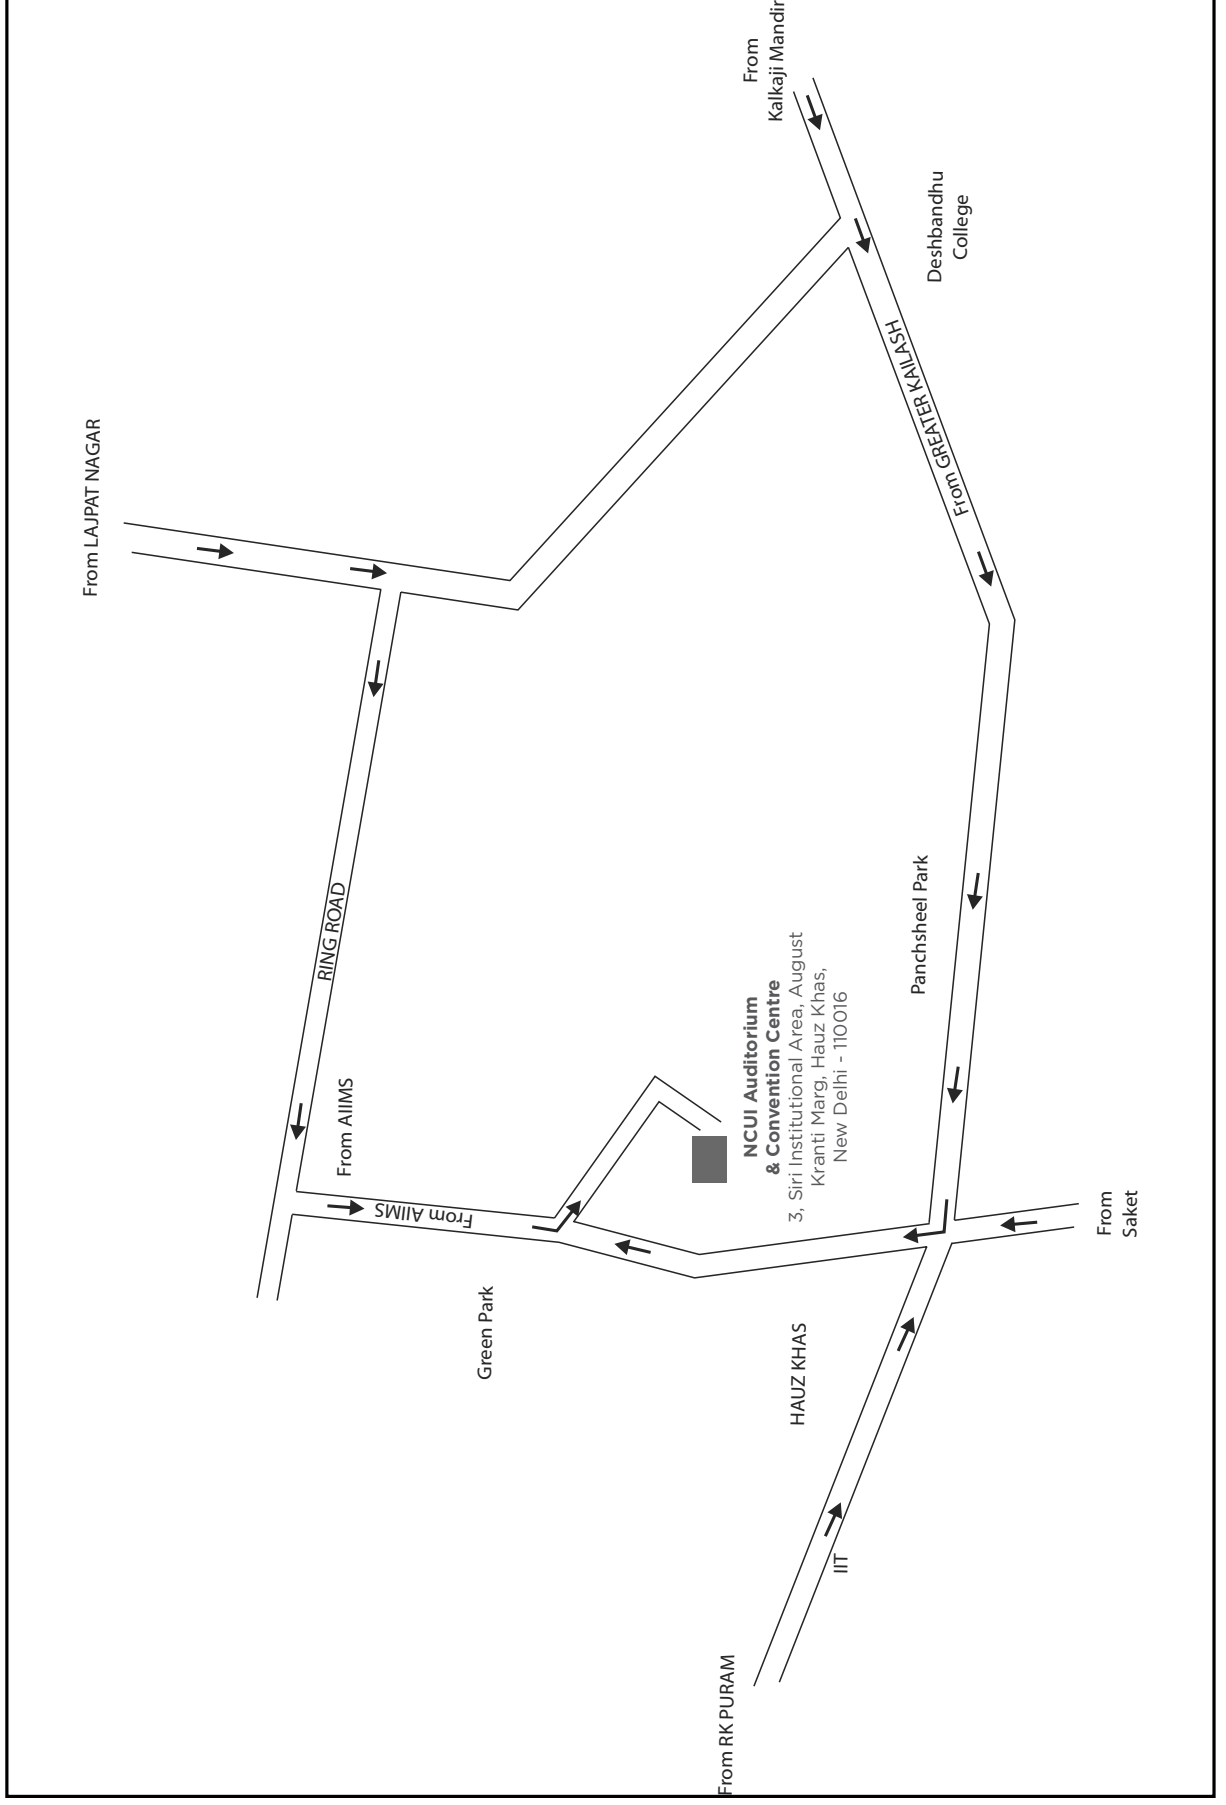 From LAJPAT NAGAR
RING ROAD
From AIIMS
From AIIMS
Green Park
From
Kalkaji Mandir
Deshbandhu
College
From GREATER KAILASH
NCUI Auditorium
& Convention Centre
3, Siri Institutional Area, August
Kranti Marg, Hauz Khas,
New Delhi - 110016
Panchsheel Park
HAUZ KHAS
IIT
From RK PURAM
From
Saket